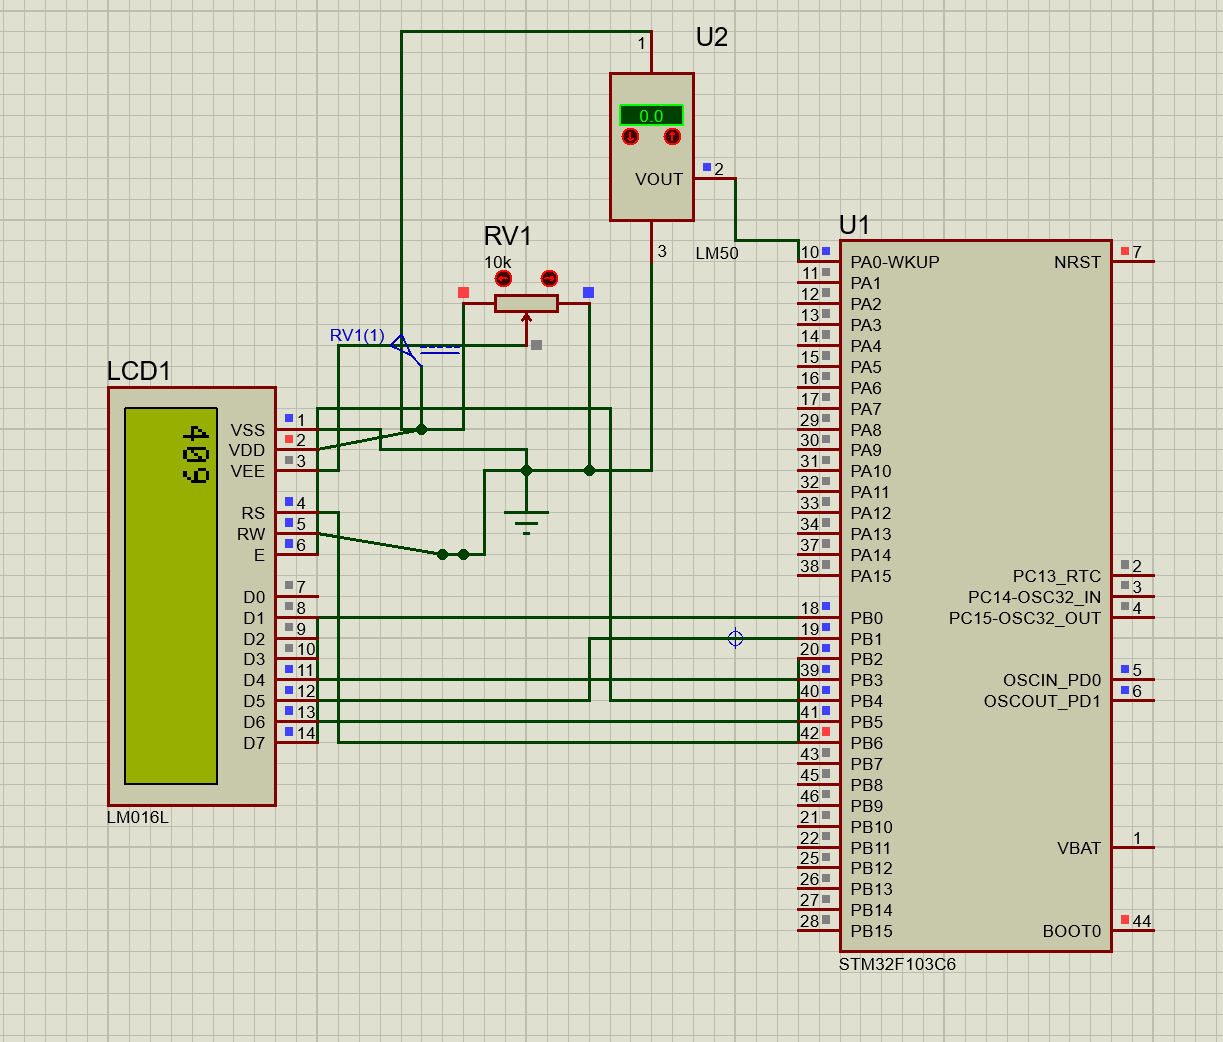 U2
1
0.0
VOUT
2
3
LM50
RV1
10k
RV1(1)
LCD1
409
VSS 1
VDD 2
VEE 3
RS 4
RW 5
E 6
D0 7
D1 8
D2 9
D3 10
D4 11
D5 12
D6 13
D7 14
LM016L
U1
10 PA0-WKUP
11 PA1
12 PA2
13 PA3
14 PA4
15 PA5
16 PA6
17 PA7
29 PA8
30 PA9
31 PA10
32 PA11
33 PA12
34 PA13
37 PA14
38 PA15
18 PB0
19 PB1
20 PB2
39 PB3
40 PB4
41 PB5
42 PB6
43 PB7
45 PB8
46 PB9
21 PB10
22 PB11
25 PB12
26 PB13
27 PB14
28 PB15
NRST 7
PC13_RTC 2
PC14-OSC32_IN 3
PC15-OSC32_OUT 4
OSCIN_PD0 5
OSCOUT_PD1 6
VBAT 1
BOOT0 44
STM32F103C6